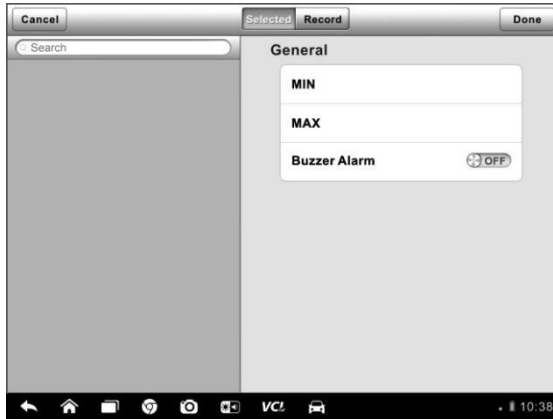 Cancel
Selected Record
Done
Search
General
MIN
MAX
Buzzer Alarm OFF
VCI
10:38